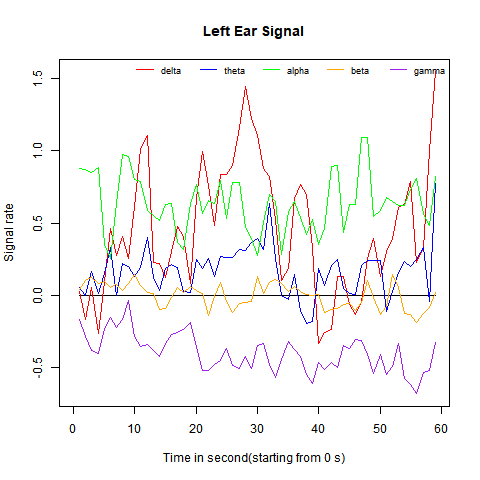 Left Ear Signal
delta theta alpha beta gamma
Signal rate
1.5
1.0
0.5
0.0
-0.5
0 10 20 30 40 50 60
Time in second(starting from 0 s)